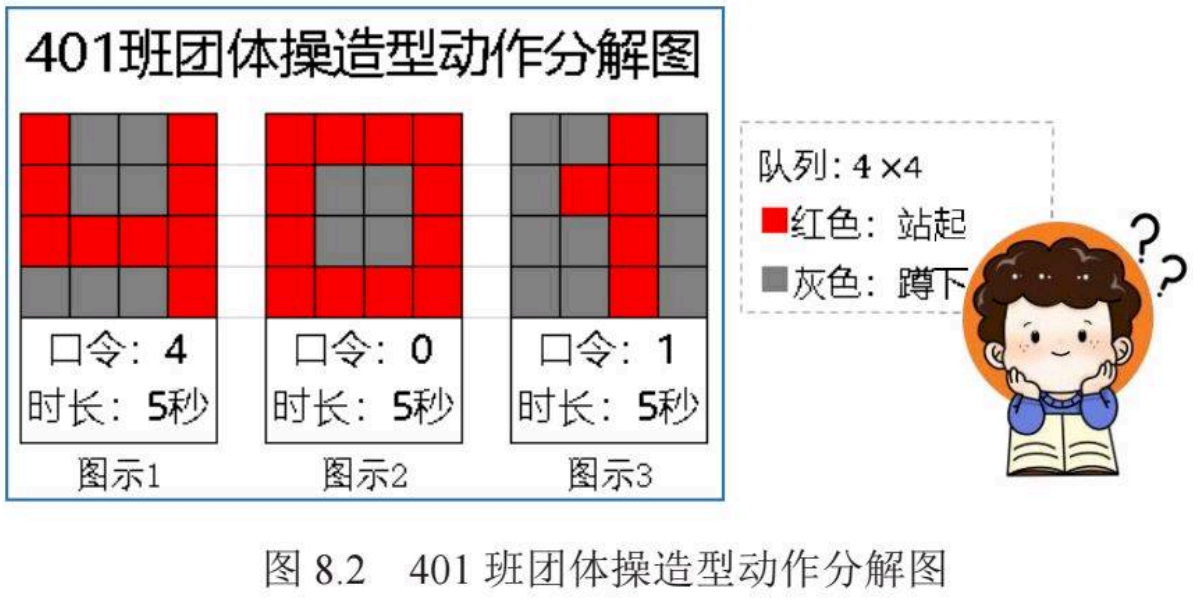 401班团体操造型动作分解图
口令：4
时长：5秒
图示1
口令：0
时长：5秒
图示2
口令：1
时长：5秒
图示3
队列: 4 ×4
红色：站起
灰色：蹲下
? ?
图 8.2 401 班团体操造型动作分解图